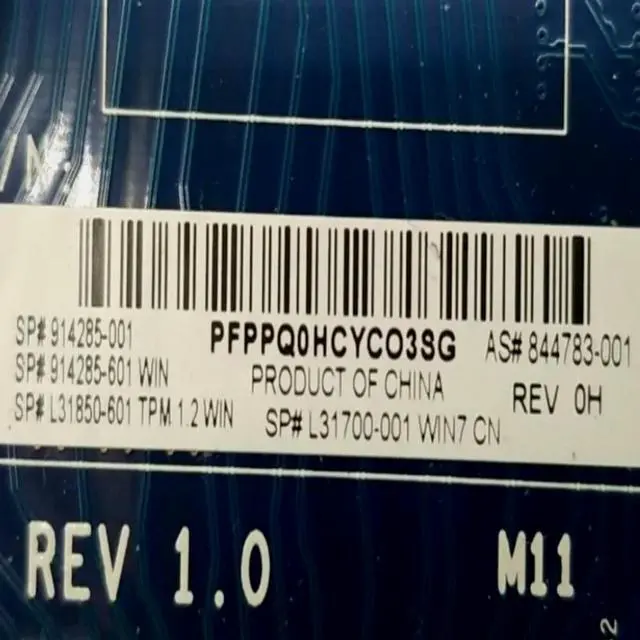 /N:
SP# 914285-001
PFPPQ0HCYCO3SG
AS# 844783-001
SP# 914285-601 WIN
PRODUCT OF CHINA
REV 0H
SP# L31850-601 TPM 1.2 WIN
SP# L31700-001 WIN7 CN
REV 1.0
M11
2